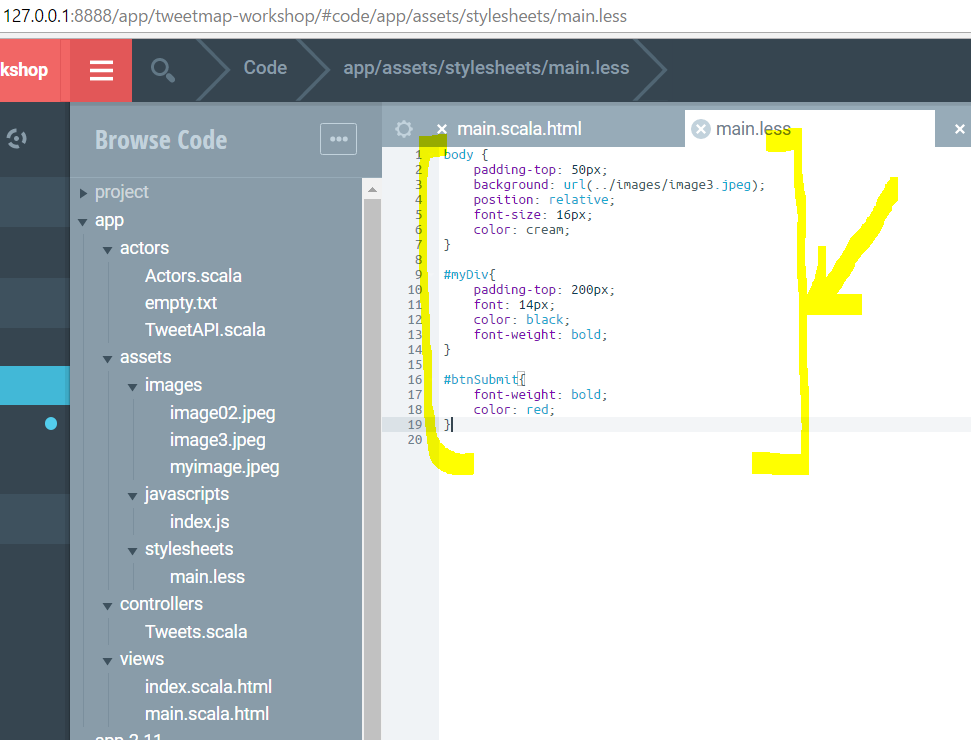 127.0.0.1:8888/app/tweetmap-workshop/#code/app/assets/stylesheets/main.less
kshop
Code
app/assets/stylesheets/main.less
Browse Code
project
app
actors
Actors.scala
empty.txt
TweetAPI.scala
assets
images
image02.jpeg
image3.jpeg
myimage.jpeg
javascripts
index.js
stylesheets
main.less
controllers
Tweets.scala
views
index.scala.html
main.scala.html
app-2.11
main.scala.html
main.less
1 body {
2     padding-top: 50px;
3     background: url(../images/image3.jpeg);
4     position: relative;
5     font-size: 16px;
6     color: cream;
7 }
8
9 #myDiv{
10     padding-top: 200px;
11     font: 14px;
12     color: black;
13     font-weight: bold;
14 }
15
16 #btnSubmit{
17     font-weight: bold;
18     color: red;
19 }
20